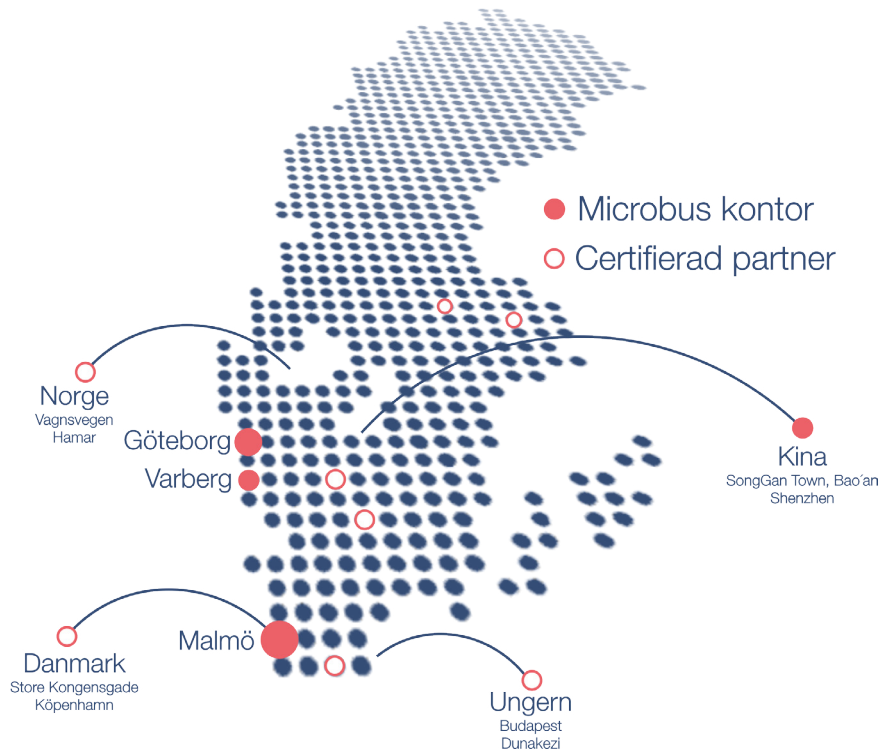 Microbus kontor
Certifierad partner
Norge
Vagnsvegen
Hamar
Göteborg
Varberg
Kina
SongGan Town, Bao´an
Shenzhen
Malmö
Danmark
Store Kongensgade
Köpenhamn
Ungern
Budapest
Dunakezi